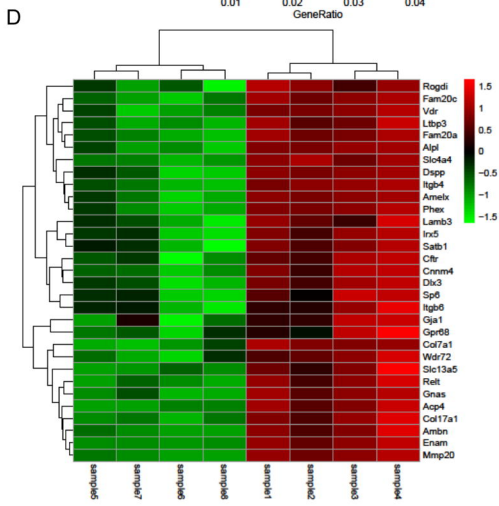 D
0.01 0.02 0.03 0.04
GeneRatio
Rogdi
Fam20c
Vdr
Ltbp3
Fam20a
Alpl
Slc4a4
Dspp
Itgb4
Amelx
Phex
Lamb3
Irx5
Satb1
Cftr
Cnnm4
Dlx3
Sp6
Itgb6
Gja1
Gpr68
Col7a1
Wdr72
Slc13a5
Relt
Gnas
Acp4
Col17a1
Ambn
Enam
Mmp20
1.5
1
0.5
0
−0.5
−1
−1.5
sample5 sample7 sample6 sample8 sample1 sample2 sample3 sample4